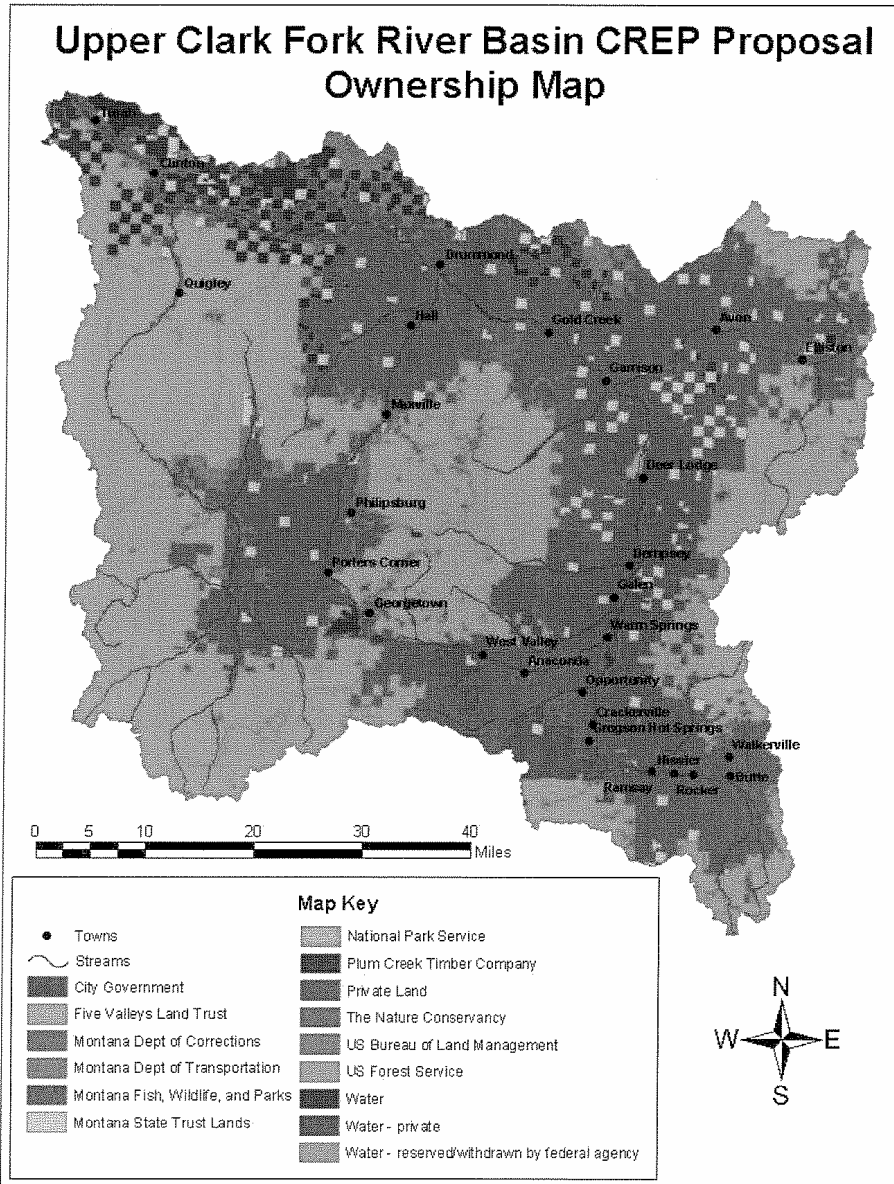 Upper Clark Fork River Basin CREP Proposal
Ownership Map
Turah
Clinton
Quigley
Drummond
Hall
Gold Creek
Avon
Elliston
Garrison
Maxville
Deer Lodge
Philipsburg
Porters Corner
Dempsey
Galen
Georgetown
Warm Springs
West Valley
Anaconda
Opportunity
Crackerville
Gregson Hot Springs
Walkerville
Nissler
Butte
Ramsay
Rocker
0 5 10 20 30 40
Miles
Map Key
Towns
Streams
City Government
Five Valleys Land Trust
Montana Dept of Corrections
Montana Dept of Transportation
Montana Fish, Wildlife, and Parks
Montana State Trust Lands
National Park Service
Plum Creek Timber Company
Private Land
The Nature Conservancy
US Bureau of Land Management
US Forest Service
Water
Water - private
Water - reserved/withdrawn by federal agency
N
W E
S